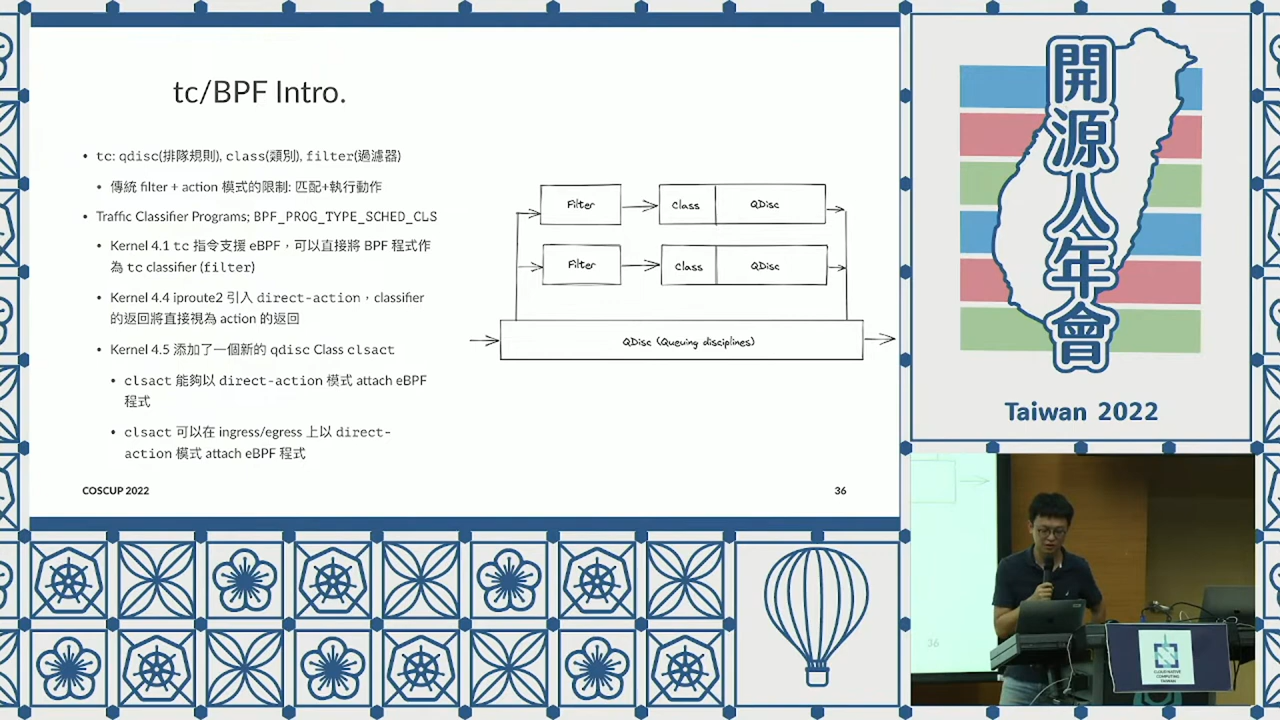 tc/BPF Intro.
• tc: qdisc(排隊規則), class(類別), filter(過濾器)
• 傳統 filter + action 模式的限制: 匹配+執行動作
• Traffic Classifier Programs; BPF_PROG_TYPE_SCHED_CLS
• Kernel 4.1 tc 指令支援 eBPF，可以直接將 BPF 程式作
為 tc classifier (filter)
• Kernel 4.4 iproute2 引入 direct-action，classifier
的返回將直接視為 action 的返回
• Kernel 4.5 添加了一個新的 qdisc Class clsact
• clsact 能夠以 direct-action 模式 attach eBPF
程式
• clsact 可以在 ingress/egress 上以 direct-
action 模式 attach eBPF 程式
Filter
class
QDisc
Filter
Class
QDisc
QDisc (Queuing disciplines)
COSCUP 2022
36
開源人年會
Taiwan 2022
36
CLOUD NATIVE
COMPUTING
TAIWAN